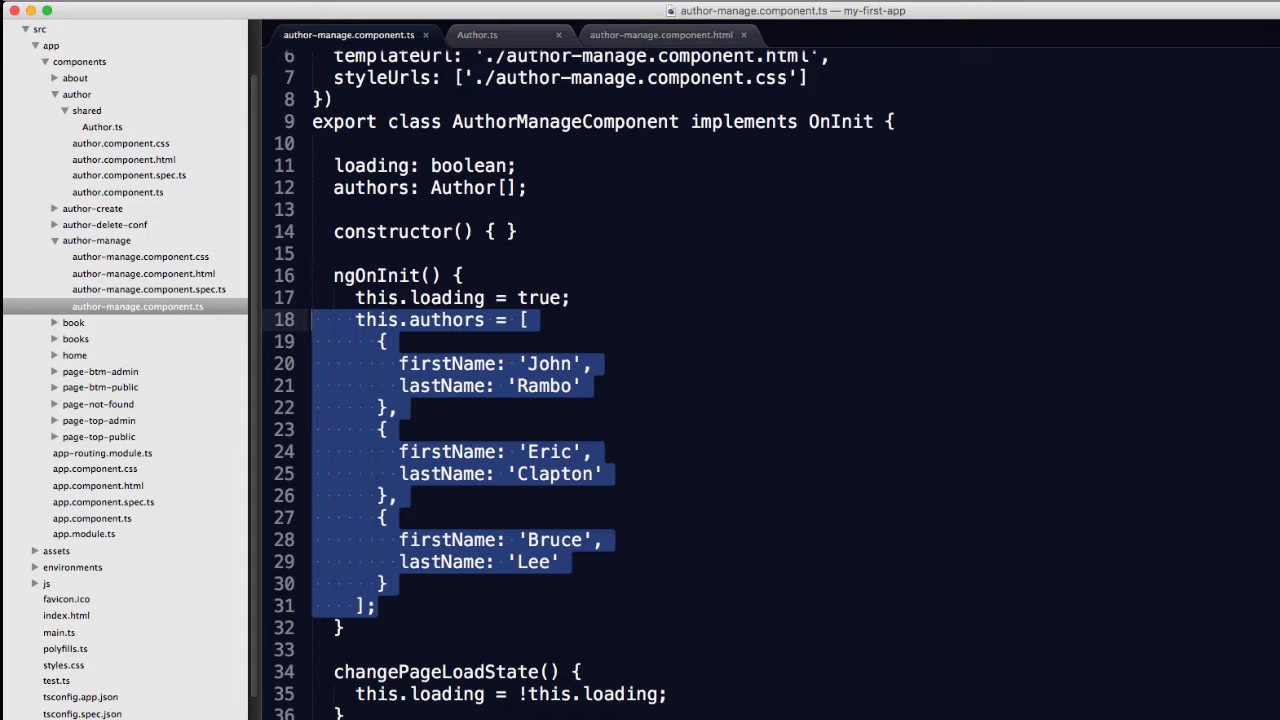 author-manage.component.ts — my-first-app
src
app
components
about
author
shared
Author.ts
author.component.css
author.component.html
author.component.spec.ts
author.component.ts
author-create
author-delete-conf
author-manage
author-manage.component.css
author-manage.component.html
author-manage.component.spec.ts
author-manage.component.ts
book
books
home
page-btm-admin
page-btm-public
page-not-found
page-top-admin
page-top-public
app-routing.module.ts
app.component.css
app.component.html
app.component.spec.ts
app.component.ts
app.module.ts
assets
environments
js
favicon.ico
index.html
main.ts
polyfills.ts
styles.css
test.ts
tsconfig.app.json
tsconfig.spec.json
author-manage.component.ts × Author.ts × author-manage.component.html ×
6 templateUrl: './author-manage.component.html',
7 styleUrls: ['./author-manage.component.css']
8 })
9 export class AuthorManageComponent implements OnInit {
10
11 loading: boolean;
12 authors: Author[];
13
14 constructor() { }
15
16 ngOnInit() {
17 this.loading = true;
18 this.authors = [
19 {
20 firstName: 'John',
21 lastName: 'Rambo'
22 },
23 {
24 firstName: 'Eric',
25 lastName: 'Clapton'
26 },
27 {
28 firstName: 'Bruce',
29 lastName: 'Lee'
30 }
31 ];
32 }
33
34 changePageLoadState() {
35 this.loading = !this.loading;
36 }